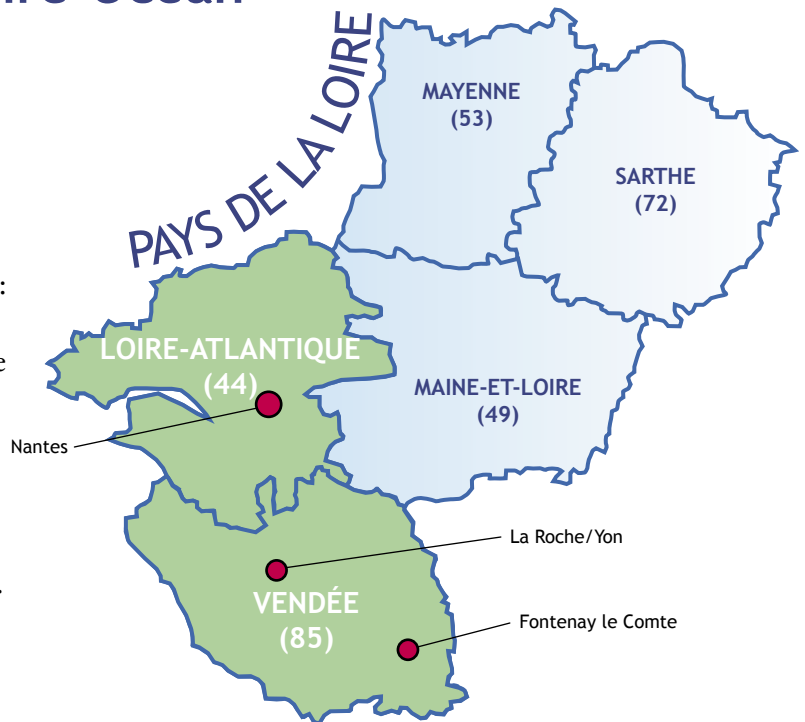 PAYS DE LA LOIRE
MAYENNE
(53)
SARTHE
(72)
:
LOIRE-ATLANTIQUE
(44)
e
MAINE-ET-LOIRE
(49)
Nantes
La Roche/Yon
VENDÉE
(85)
.
Fontenay le Comte